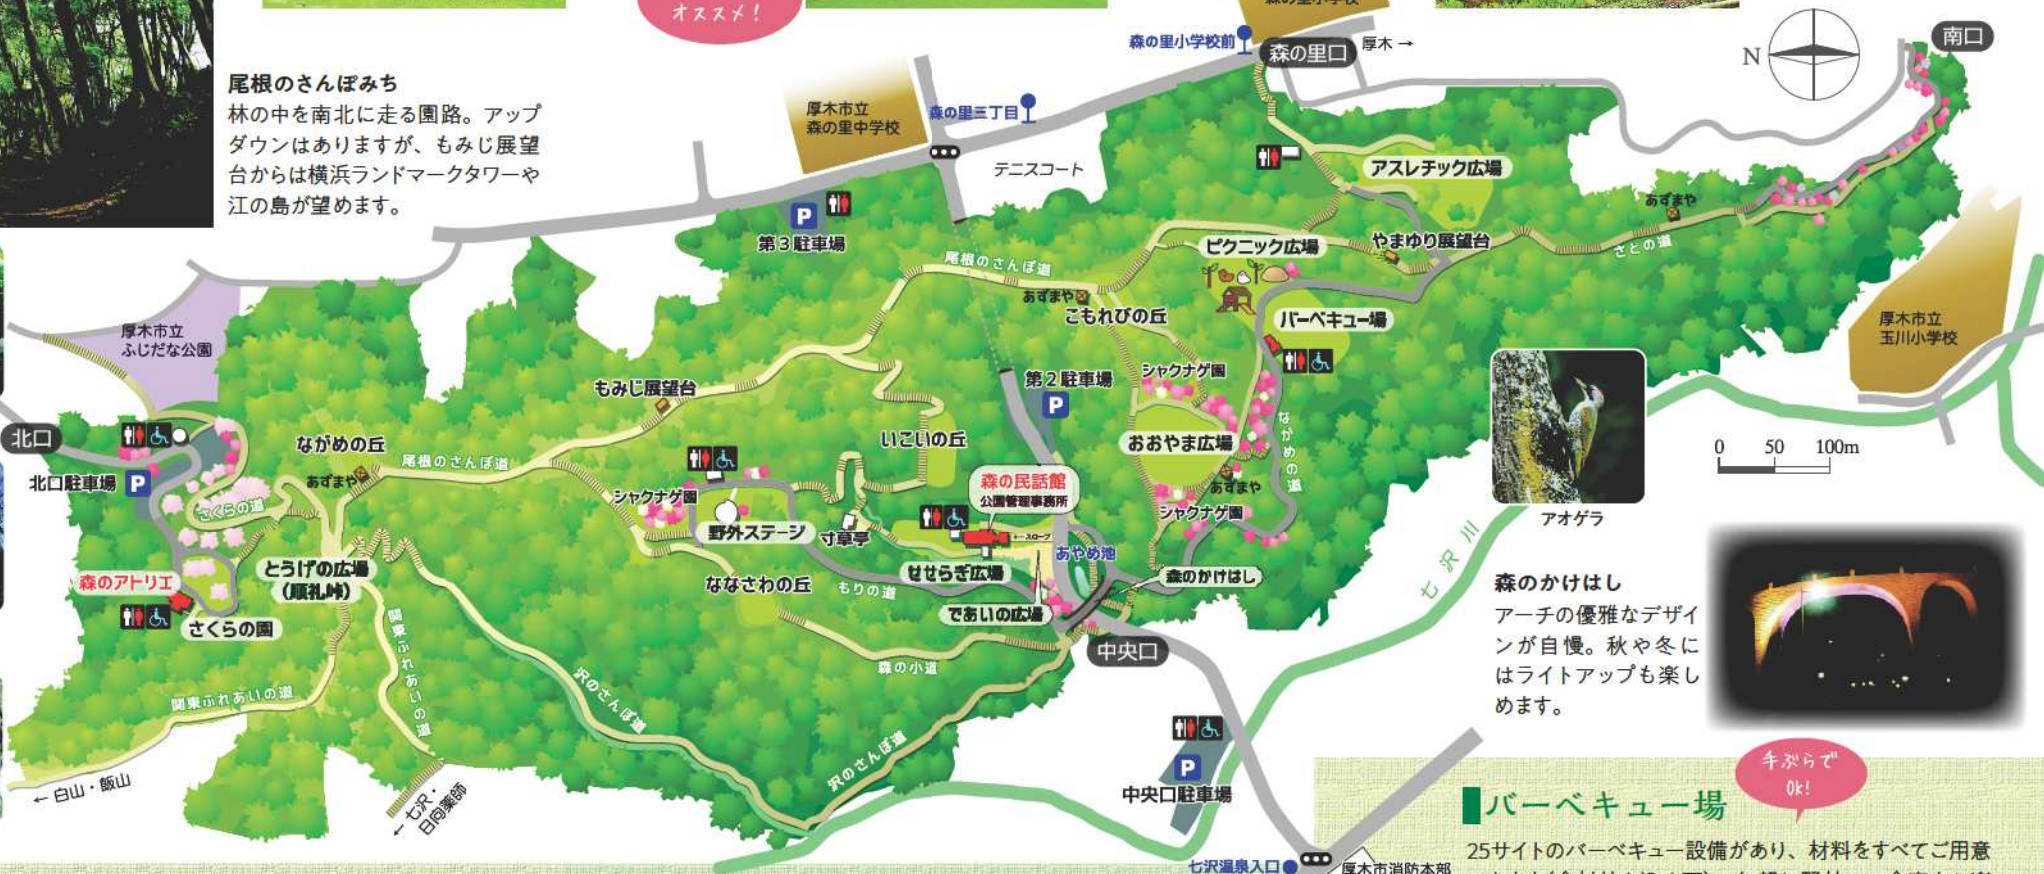 オススメ!
尾根のさんぽみち
林の中を南北に走る園路。アップ
ダウンはありますが、もみじ展望
台からは横浜ランドマークタワーや
江の島が望めます。
厚木市立
森の里中学校
森の里三丁目
森の里小学校前
森の里口
厚木 →
テニスコート
N
南口
第3駐車場
P
アスレチック広場
あずまや
さとの道
ピクニック広場
やまゆり展望台
尾根のさんぽ道
あずまや
こもれびの丘
バーベキュー場
厚木市立
ふじだな公園
厚木市立
玉川小学校
もみじ展望台
第2駐車場
P
シャクナゲ園
おおやま広場
ながめの道
0 50 100m
北口
北口駐車場
P
ながめの丘
あずまや
尾根のさんぽ道
いこいの丘
森の民話館
公園管理事務所
あずまや
シャクナゲ園
アオゲラ
さくらの道
シャクナゲ園
野外ステージ
寸草亭
←スロープ
あやめ池
せせらぎ広場
森のかけはし
七沢川
とうげの広場
(順礼峠)
森のアトリエ
さくらの園
ななさわの丘
もりの道
であいの広場
中央口
森のかけはし
アーチの優雅なデザイ
ンが自慢。秋や冬に
はライトアップも楽し
めます。
関東ふれあいの道
関東ふれあいの道
沢のさんぽ道
森の小道
沢のさんぽ道
← 白山・飯山
← 七沢・
日向薬師
P
中央口駐車場
七沢温泉入口
厚木市消防本部
手ぶらで
Ok!
バーベキュー場
25サイトのバーベキュー設備があり、材料をすべてご用意